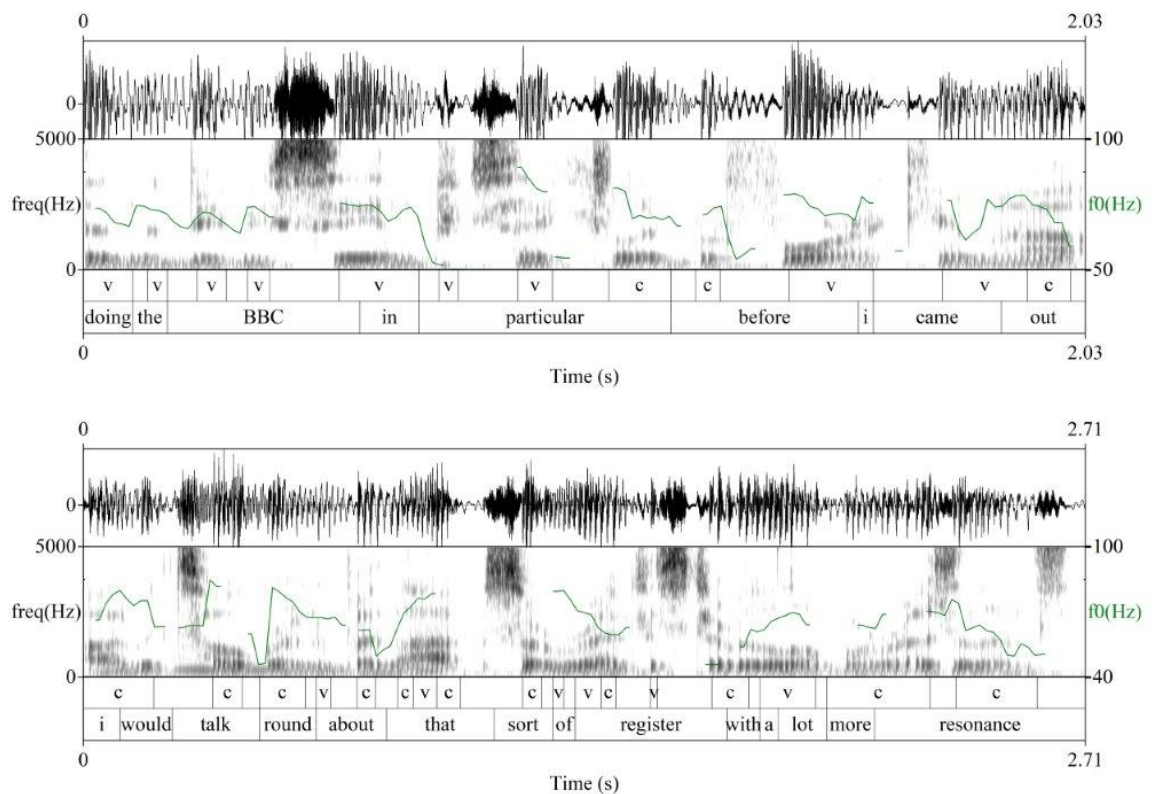 0 2.03
0
5000 100
freq(Hz) f0(Hz)
0 50
v v v v v v v c c v v c
doing the BBC in particular before i came out
0 2.03
Time (s)
0 2.71
0
5000 100
freq(Hz) f0(Hz)
0 40
c c c v c c v c c v v c v c v c c
i would talk round about that sort of register with a lot more resonance
0 2.71
Time (s)